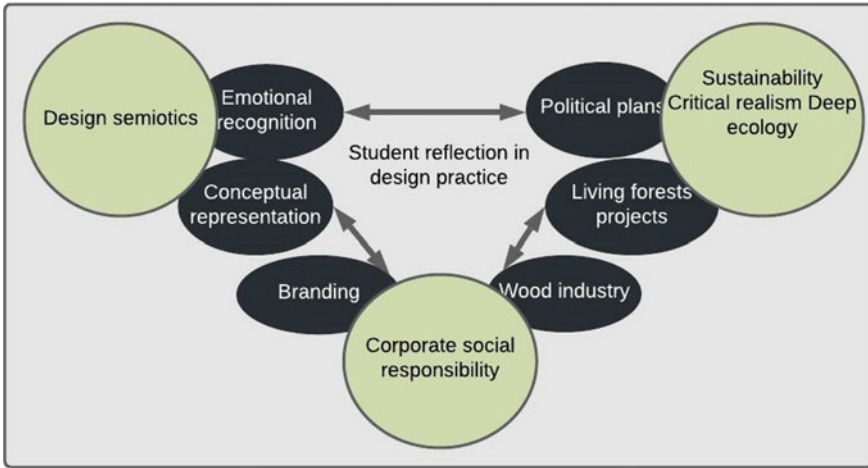 Design semiotics
Emotional
recognition
Conceptual
representation
Student reflection in
design practice
Political plans
Sustainability
Critical realism Deep
ecology
Living forests
projects
Branding
Wood industry
Corporate social
responsibility